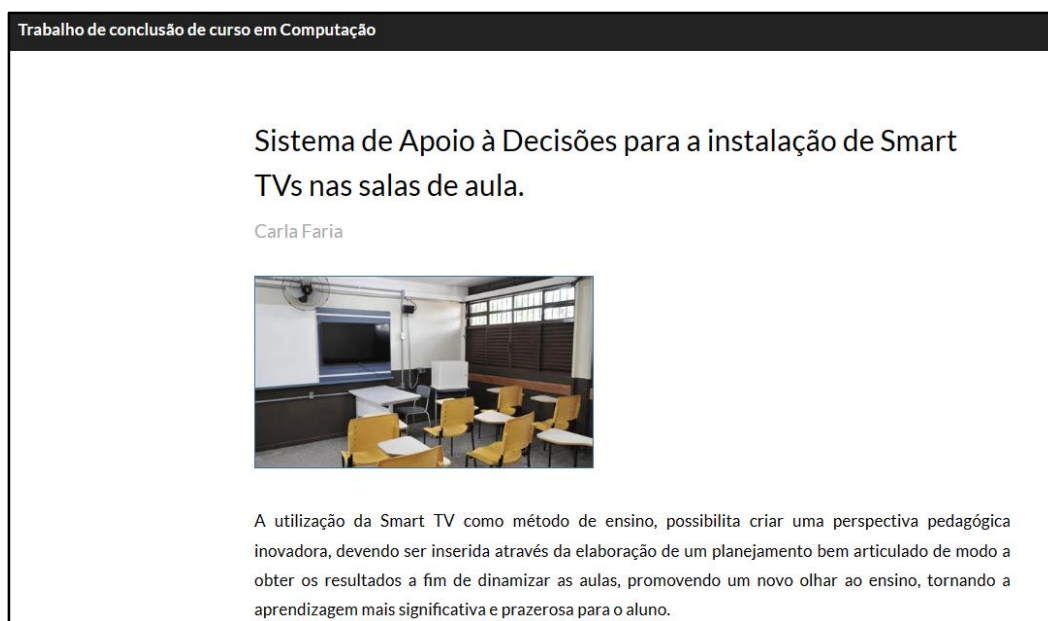 Trabalho de conclusão de curso em Computação
Sistema de Apoio à Decisões para a instalação de Smart
TVs nas salas de aula.
Carla Faria
A utilização da Smart TV como método de ensino, possibilita criar uma perspectiva pedagógica
inovadora, devendo ser inserida através da elaboração de um planejamento bem articulado de modo a
obter os resultados a fim de dinamizar as aulas, promovendo um novo olhar ao ensino, tornando a
aprendizagem mais significativa e prazerosa para o aluno.